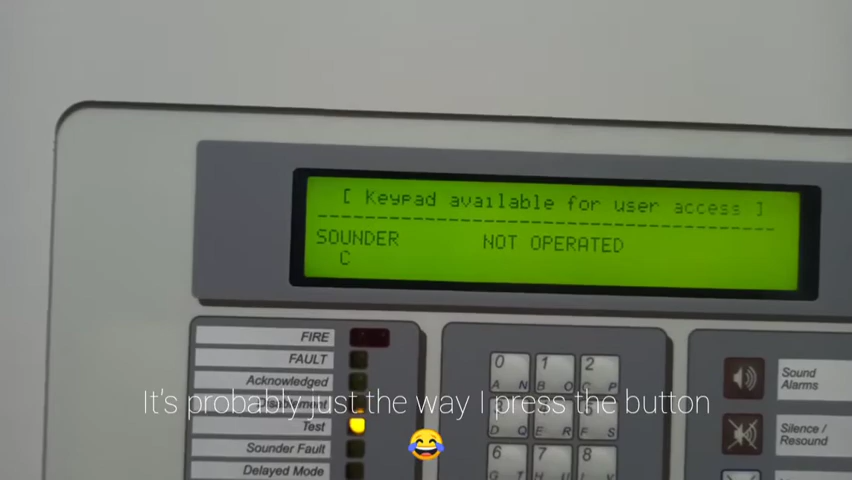 [ Keypad available for user access ]
SOUNDER NOT OPERATED
C
FIRE
FAULT
Acknowledged
Disablement
Test
Sounder Fault
Delayed Mode
0 1 2
A N B O C P
D Q E R F S
6 7 8
G T H U
Sound Alarms
Silence / Resound
It's probably just the way I press the button
😂